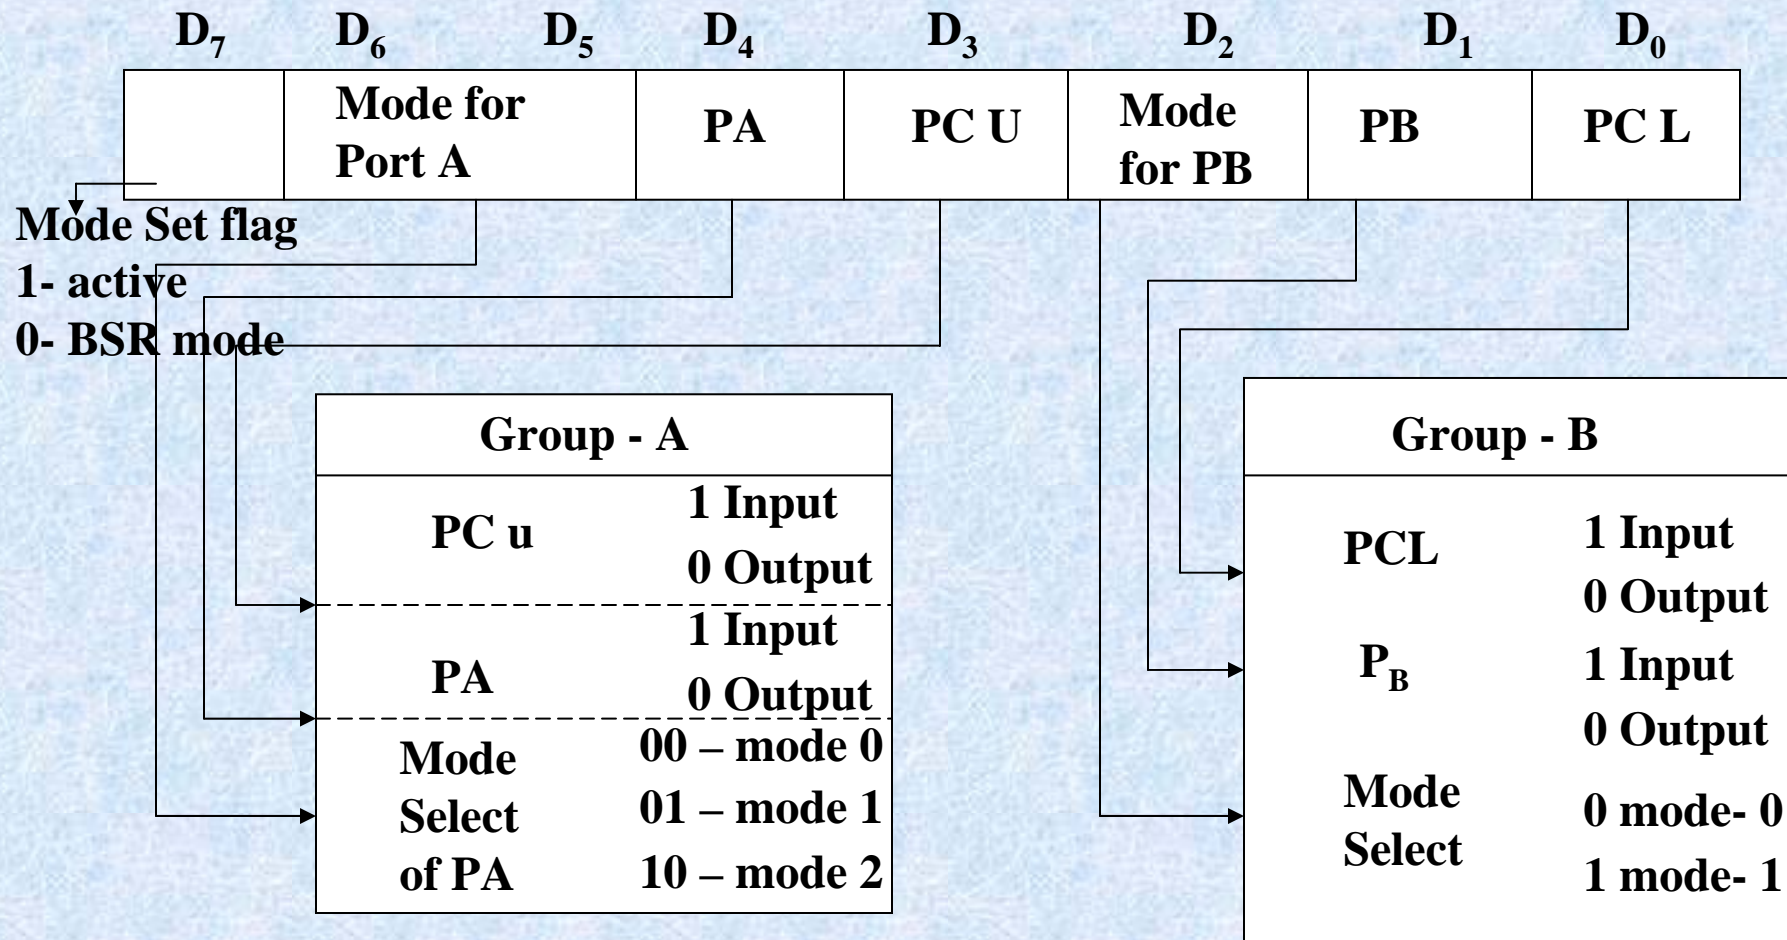 D7 D6 D5 D4 D3 D2 D1 D0
Mode for
Port A
PA
PC U
Mode
for PB
PB
PC L
Mode Set flag
1- active
0- BSR mode
Group - A
PC u
1 Input
0 Output
PA
1 Input
0 Output
Mode
Select
of PA
00 – mode 0
01 – mode 1
10 – mode 2
Group - B
PCL
1 Input
0 Output
PB
1 Input
0 Output
Mode
Select
0 mode- 0
1 mode- 1